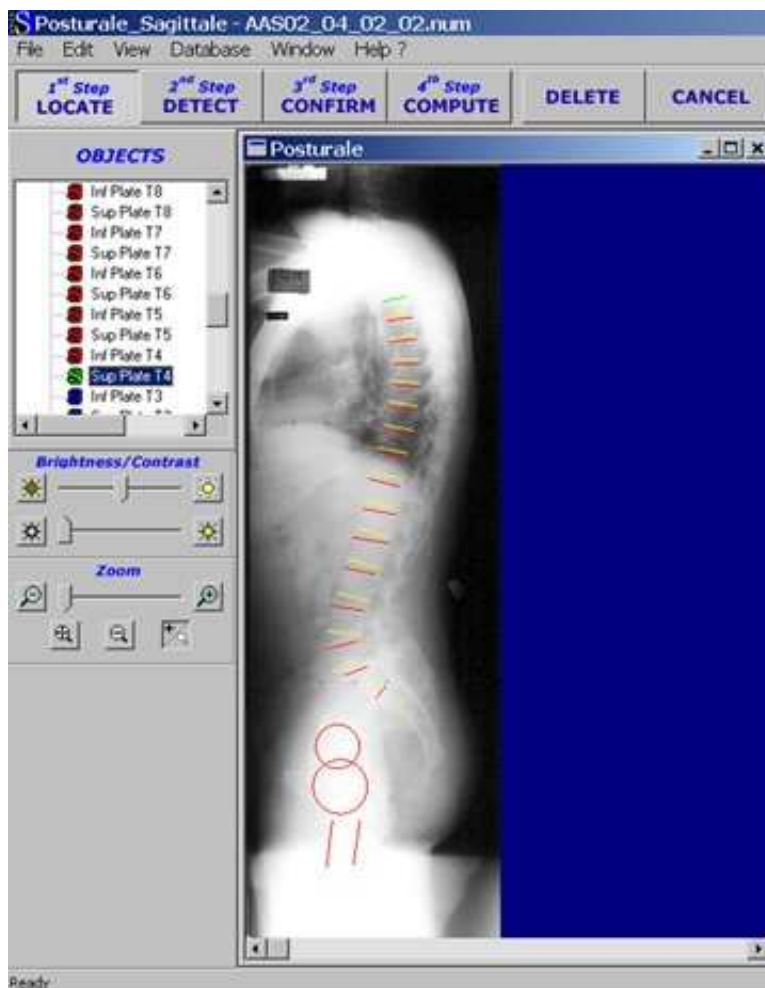 Posturale_Sagittale - AAS02_04_02_02.num
File Edit View Database Window Help ?
1st Step LOCATE 2nd Step DETECT 3rd Step CONFIRM 4th Step COMPUTE DELETE CANCEL
OBJECTS
Posturale
Inf Plate T8
Sup Plate T8
Inf Plate T7
Sup Plate T7
Inf Plate T6
Sup Plate T6
Inf Plate T5
Sup Plate T5
Inf Plate T4
Sup Plate T4
Inf Plate T3
Brightness/Contrast
Zoom
Ready